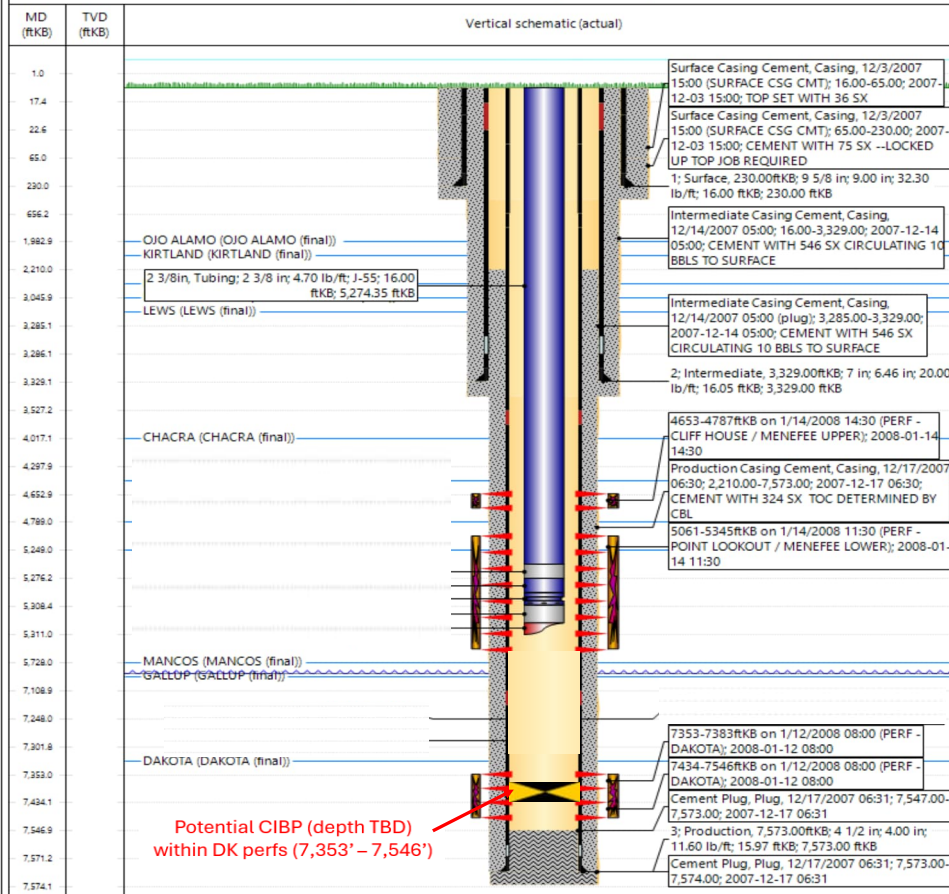 MD
(ftKB)
TVD
(ftKB)
Vertical schematic (actual)
1.0
17.4
22.6
65.0
230.0
656.2
1,982.9
2,210.0
3,045.9
3,285.1
3,286.1
3,329.1
3,527.2
4,017.1
4,297.9
4,652.9
4,789.0
5,249.0
5,276.2
5,308.4
5,311.0
5,728.0
7,108.9
7,248.0
7,301.8
7,353.0
7,434.1
7,546.9
7,571.2
7,574.1
OJO ALAMO (OJO ALAMO (final))
KIRTLAND (KIRTLAND (final))
2 3/8in, Tubing; 2 3/8 in; 4.70 lb/ft; J-55; 16.00
ftKB; 5,274.35 ftKB
LEWS (LEWS (final))
CHACRA (CHACRA (final))
MANCOS (MANCOS (final))
GALLUP (GALLUP (final))
DAKOTA (DAKOTA (final))
Potential CIBP (depth TBD)
within DK perfs (7,353' – 7,546')
Surface Casing Cement, Casing, 12/3/2007
15:00 (SURFACE CSG CMT); 16.00-65.00; 2007-
12-03 15:00; TOP SET WITH 36 SX
Surface Casing Cement, Casing, 12/3/2007
15:00 (SURFACE CSG CMT); 65.00-230.00; 2007-
12-03 15:00; CEMENT WITH 75 SX --LOCKED
UP TOP JOB REQUIRED
1; Surface, 230.00ftKB; 9 5/8 in; 9.00 in; 32.30
lb/ft; 16.00 ftKB; 230.00 ftKB
Intermediate Casing Cement, Casing,
12/14/2007 05:00; 16.00-3,329.00; 2007-12-14
05:00; CEMENT WITH 546 SX CIRCULATING 10
BBLS TO SURFACE
Intermediate Casing Cement, Casing,
12/14/2007 05:00 (plug); 3,285.00-3,329.00;
2007-12-14 05:00; CEMENT WITH 546 SX
CIRCULATING 10 BBLS TO SURFACE
2; Intermediate, 3,329.00ftKB; 7 in; 6.46 in; 20.00
lb/ft; 16.05 ftKB; 3,329.00 ftKB
4653-4787ftKB on 1/14/2008 14:30 (PERF -
CLIFF HOUSE / MENEFEE UPPER); 2008-01-14
14:30
Production Casing Cement, Casing, 12/17/2007
06:30; 2,210.00-7,573.00; 2007-12-17 06:30;
CEMENT WITH 324 SX TOC DETERMINED BY
CBL
5061-5345ftKB on 1/14/2008 11:30 (PERF -
POINT LOOKOUT / MENEFEE LOWER); 2008-01-
14 11:30
7353-7383ftKB on 1/12/2008 08:00 (PERF -
DAKOTA); 2008-01-12 08:00
7434-7546ftKB on 1/12/2008 08:00 (PERF -
DAKOTA); 2008-01-12 08:00
Cement Plug, Plug, 12/17/2007 06:31; 7,547.00-
7,573.00; 2007-12-17 06:31
3; Production, 7,573.00ftKB; 4 1/2 in; 4.00 in;
11.60 lb/ft; 15.97 ftKB; 7,573.00 ftKB
Cement Plug, Plug, 12/17/2007 06:31; 7,573.00-
7,574.00; 2007-12-17 06:31